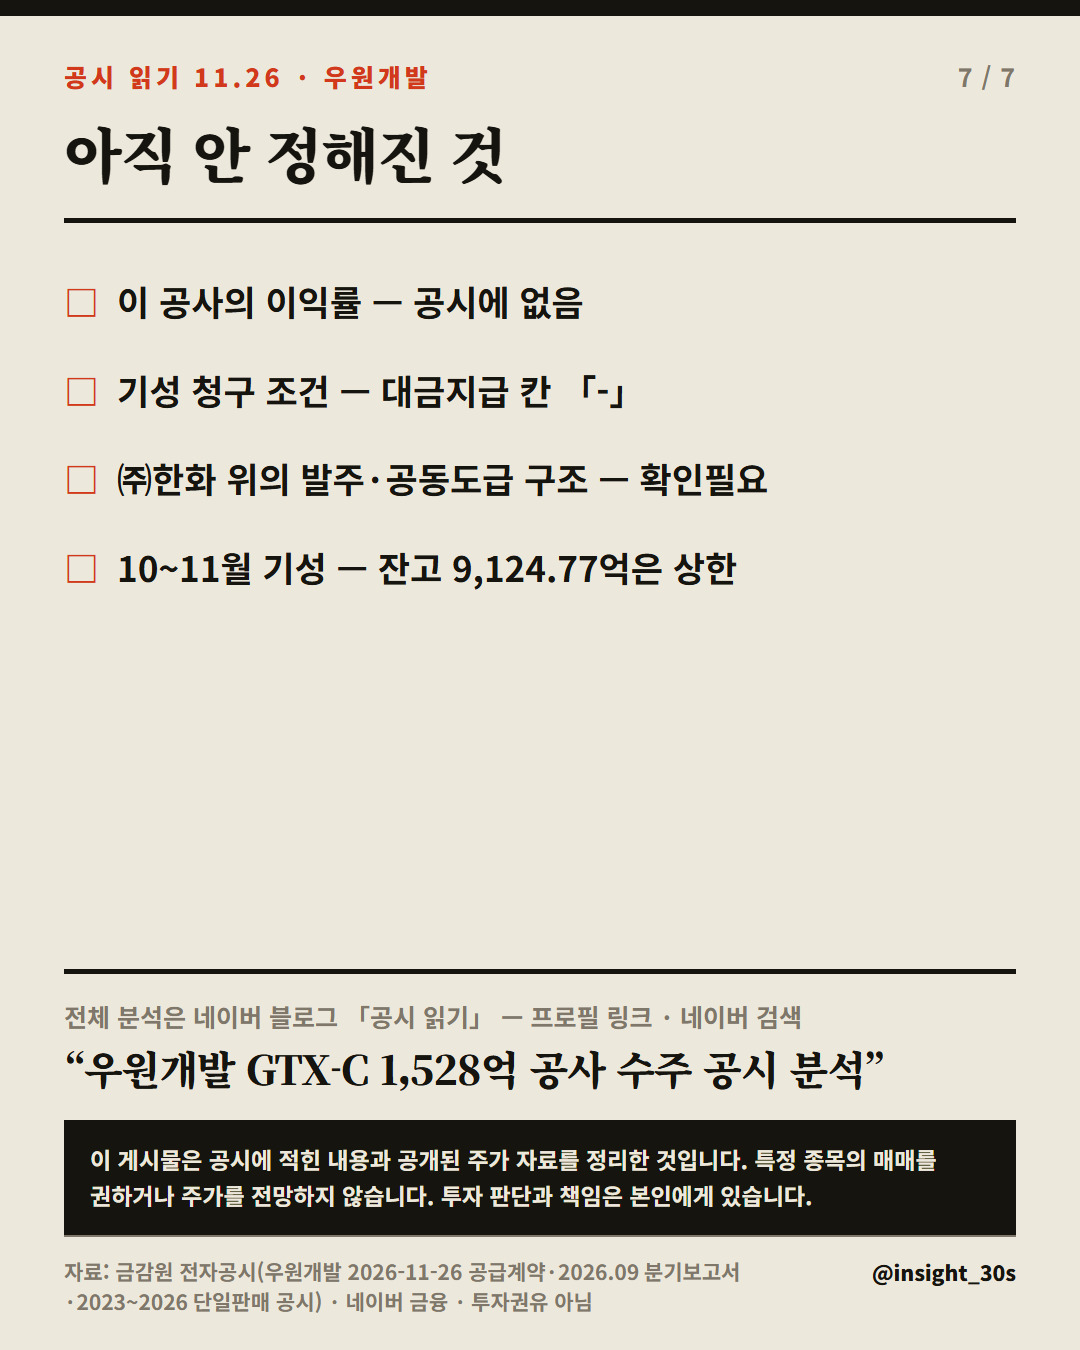 공시 읽기 11.26 · 우원개발
7 / 7
아직 안 정해진 것
□ 이 공사의 이익률 — 공시에 없음
□ 기성 청구 조건 — 대금지급 칸 「-」
□ ㈜한화 위의 발주·공동도급 구조 — 확인필요
□ 10~11월 기성 — 잔고 9,124.77억은 상한
전체 분석은 네이버 블로그 「공시 읽기」 — 프로필 링크 · 네이버 검색
“우원개발 GTX-C 1,528억 공사 수주 공시 분석”
이 게시물은 공시에 적힌 내용과 공개된 주가 자료를 정리한 것입니다. 특정 종목의 매매를
권하거나 주가를 전망하지 않습니다. 투자 판단과 책임은 본인에게 있습니다.
자료: 금감원 전자공시(우원개발 2026-11-26 공급계약·2026.09 분기보고서
·2023~2026 단일판매 공시) · 네이버 금융 · 투자권유 아님
@insight_30s